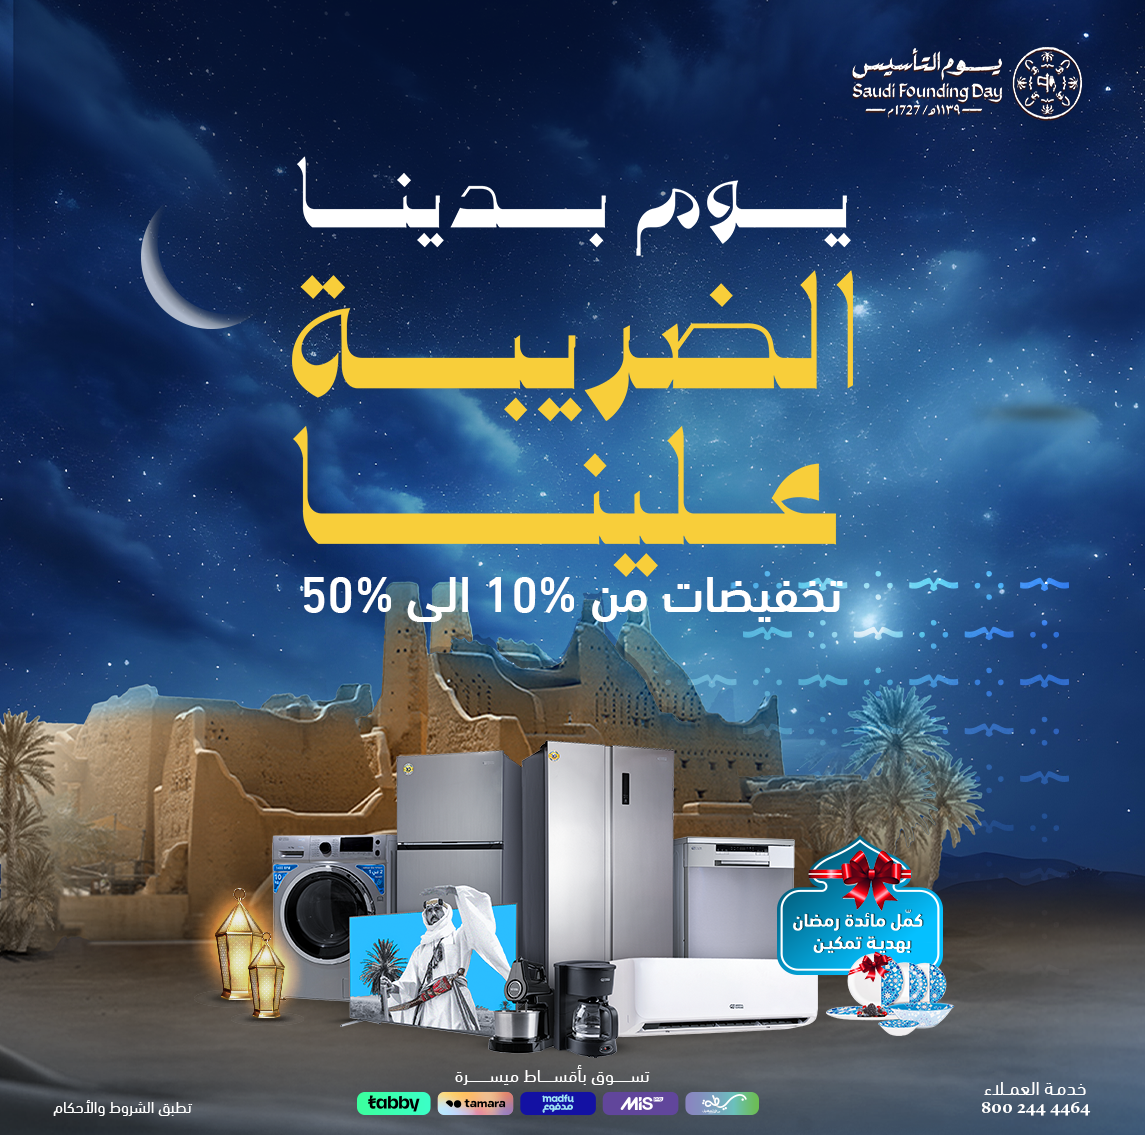 يوم التأسيس
Saudi Founding Day
١١٣٩هـ / 1727م
يوم بدينا
الضريبة
علينا
تخفيضات من 10% الى 50%
كمّل مائدة رمضان
بهدية تمكين
تسوق بأقساط ميسرة
tabby
tamara
madfu
مدفوع
MIS
تطبق الشروط والأحكام
خدمة العملاء
800 244 4464